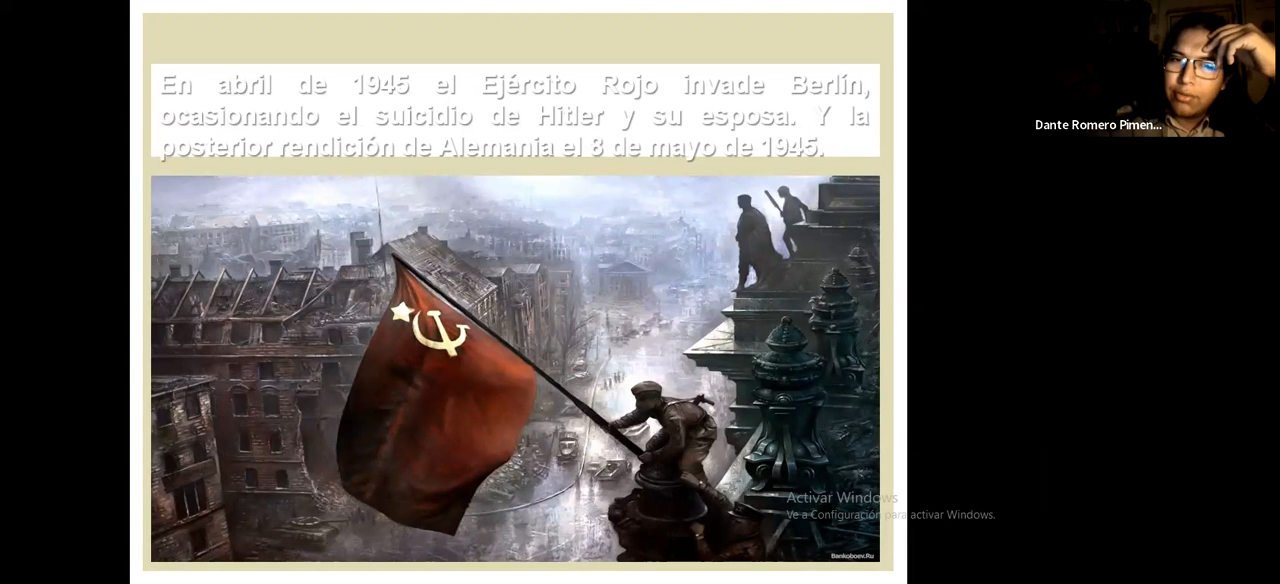 En abril de 1945 el Ejército Rojo invade Berlín,
ocasionando el suicidio de Hitler y su esposa. Y la
posterior rendición de Alemania el 8 de mayo de 1945.
Dante Romero Pimen...
Activar Windows
Ve a Configuración para activar Windows.
Bankoboev.Ru